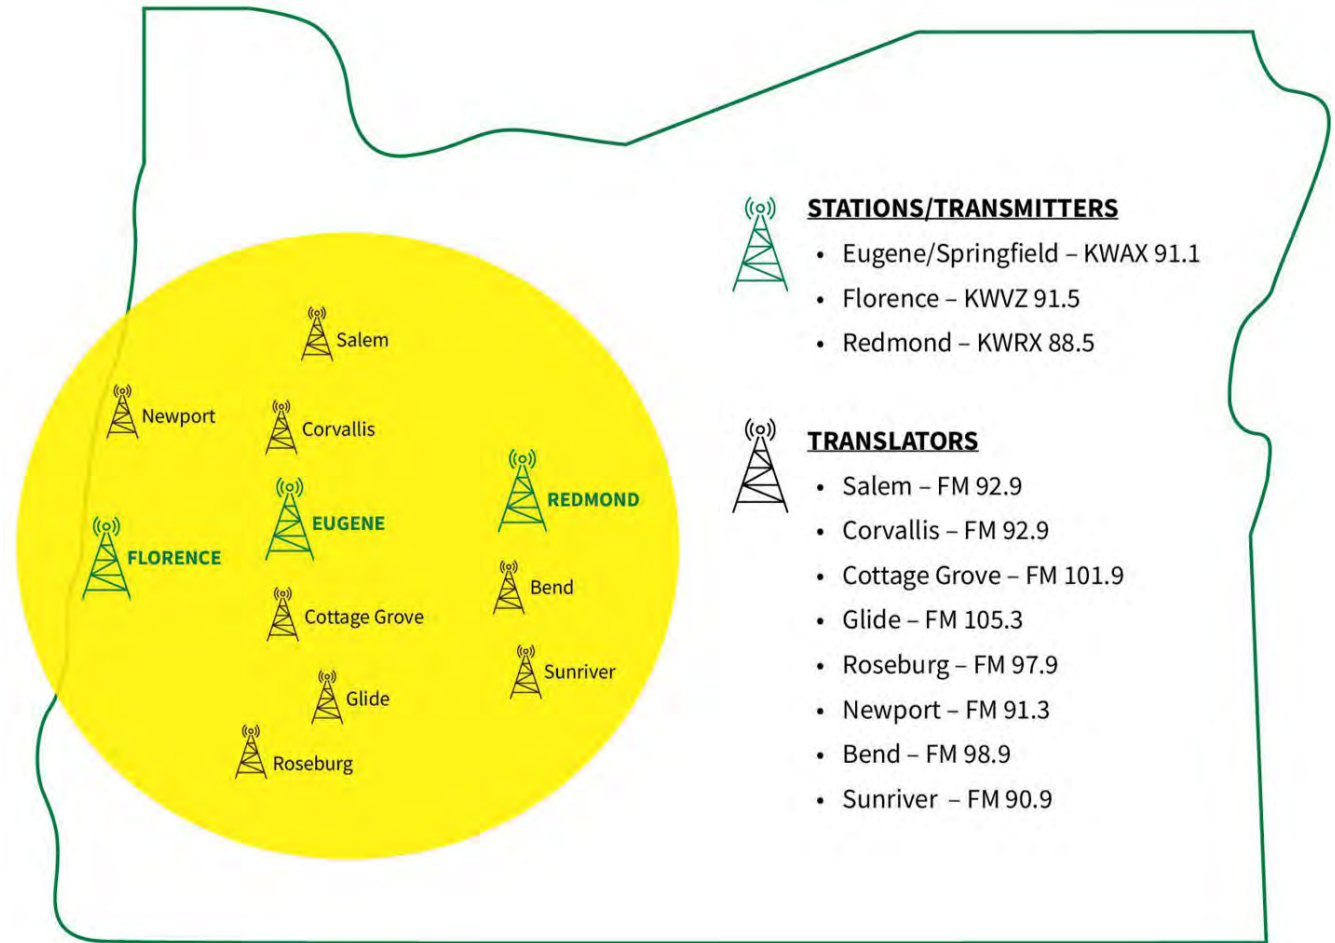 Salem
Newport
Corvallis
REDMOND
EUGENE
FLORENCE
Bend
Cottage Grove
Sunriver
Glide
Roseburg
STATIONS/TRANSMITTERS
• Eugene/Springfield – KWAX 91.1
• Florence – KWVZ 91.5
• Redmond – KWRX 88.5
TRANSLATORS
• Salem – FM 92.9
• Corvallis – FM 92.9
• Cottage Grove – FM 101.9
• Glide – FM 105.3
• Roseburg – FM 97.9
• Newport – FM 91.3
• Bend – FM 98.9
• Sunriver – FM 90.9